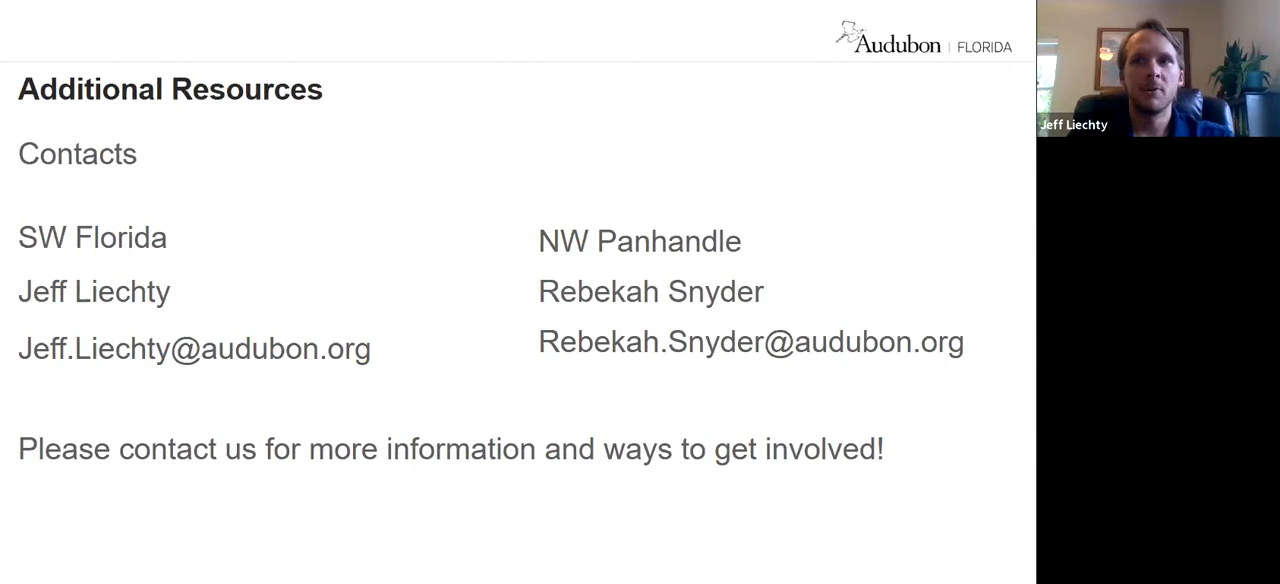 Audubon | FLORIDA
Additional Resources
Contacts
SW Florida
Jeff Liechty
Jeff.Liechty@audubon.org
NW Panhandle
Rebekah Snyder
Rebekah.Snyder@audubon.org
Please contact us for more information and ways to get involved!
Jeff Liechty